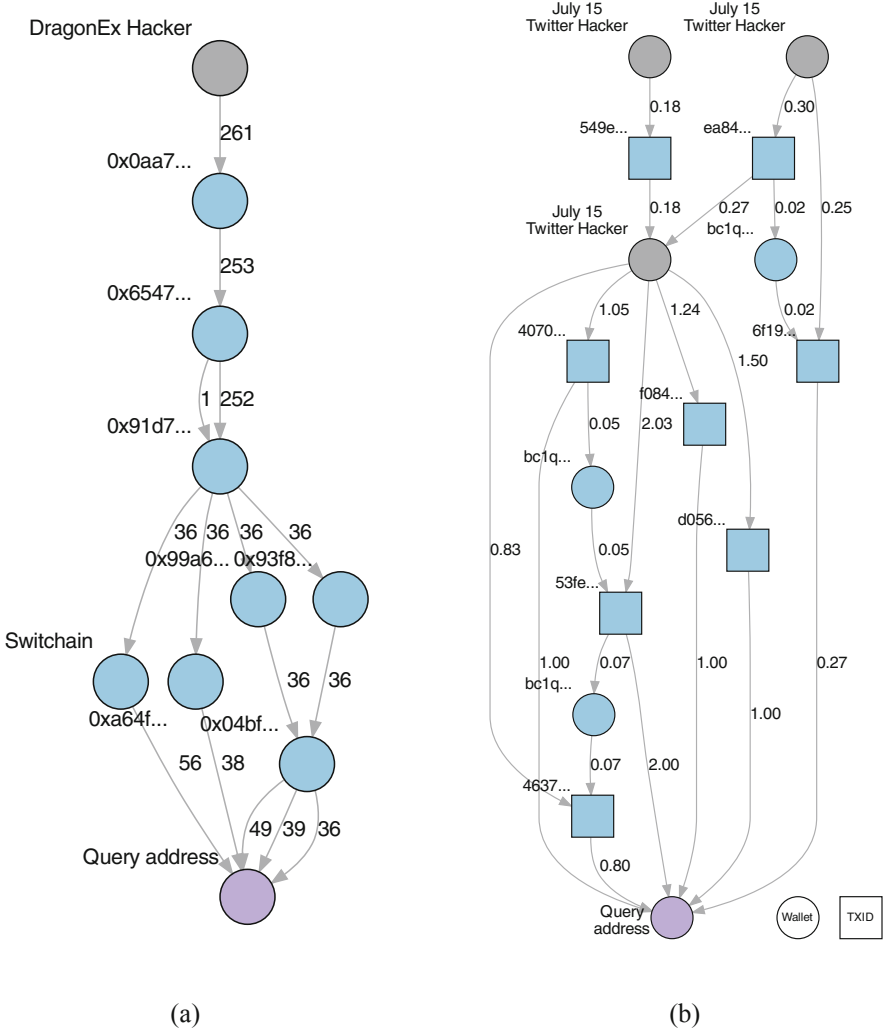 DragonEx Hacker
261
0x0aa7...
253
0x6547...
1 252
0x91d7...
36 36 36 36
0x99a6... 0x93f8...
Switchain
36 36
0xa64f... 0x04bf...
56 38
49 39 36
Query address
(a)
July 15
Twitter Hacker
July 15
Twitter Hacker
0.18
0.30
549e...
ea84...
July 15
Twitter Hacker
0.18
0.27
0.02
0.25
bc1q...
1.05
1.24
0.02
4070...
6f19...
1.50
f084...
0.05
2.03
bc1q...
d056...
0.83
0.05
53fe...
1.00
0.07
1.00
0.27
bc1q...
1.00
0.07
2.00
4637...
0.80
Query
address
Wallet
TXID
(b)